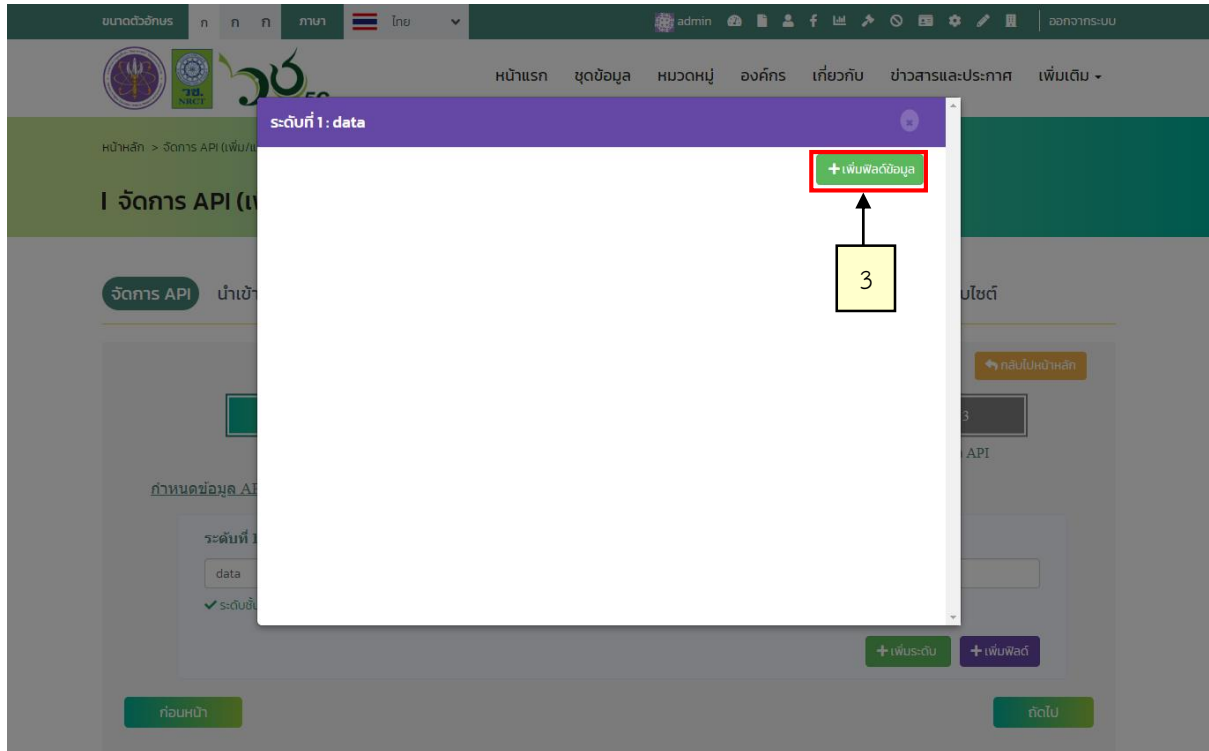 ขนาดตัวอักษร ก ก ก ภาษา ไทย admin ออกจากระบบ
วช.
NRCT
หน้าแรก ชุดข้อมูล หมวดหมู่ องค์กร เกี่ยวกับ ข่าวสารและประกาศ เพิ่มเติม
ระดับที่ 1 : data
หน้าหลัก > จัดการ API (เพิ่ม/แ
+ เพิ่มฟิลด์ข้อมูล
จัดการ API (เ
3
จัดการ API นำเข้า บไซต์
กลับไปหน้าหลัก
3
API
กำหนดข้อมูล AP
ระดับที่ 1
data
ระดับชั้น
+ เพิ่มระดับ + เพิ่มฟิลด์
ก่อนหน้า ถัดไป